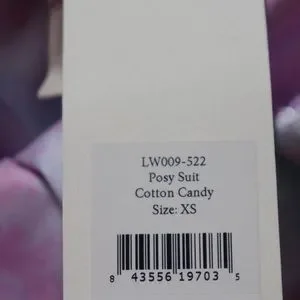 LW009-522
Posy Suit
Cotton Candy
Size: XS
8 43556 19703 5